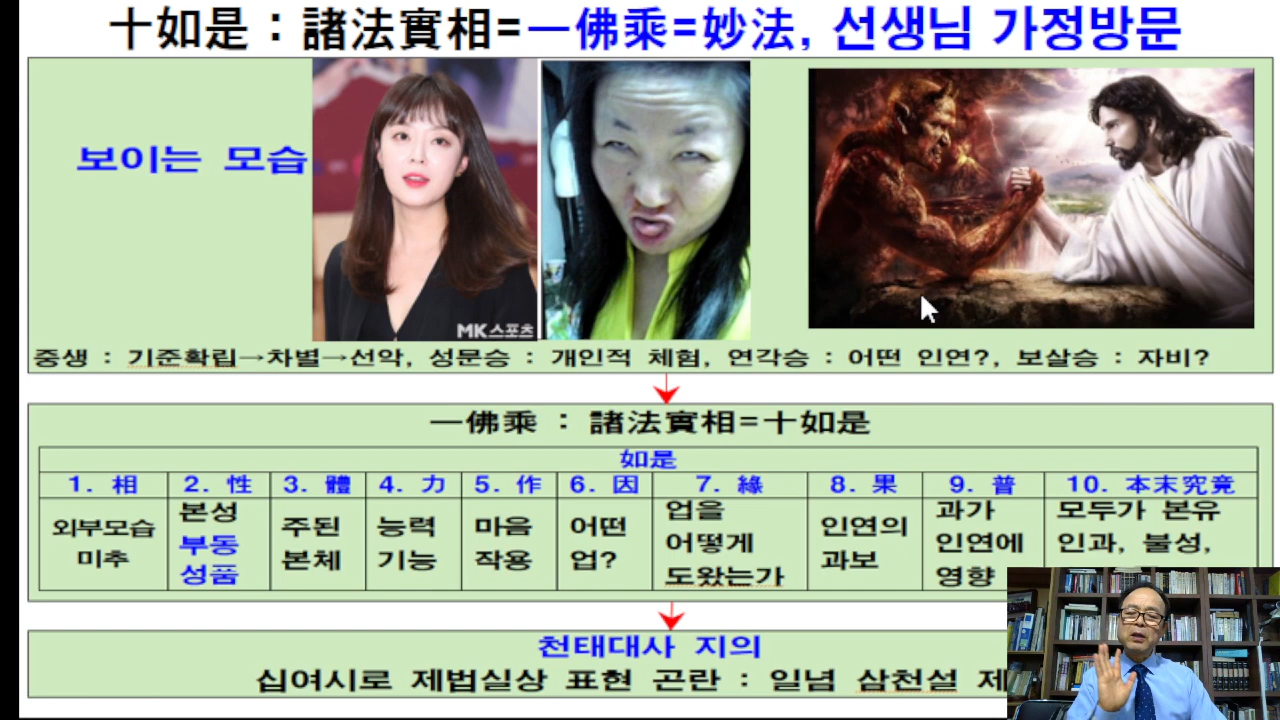 十如是 : 諸法實相=一佛乘=妙法, 선생님 가정방문
보이는 모습
MK스포츠
중생 : 기준확립→차별→선악, 성문승 : 개인적 체험, 연각승 : 어떤 인연?, 보살승 : 자비?
一佛乘 : 諸法實相=十如是
如是
1. 相 2. 性 3. 體 4. 力 5. 作 6. 因 7. 緣 8. 果 9. 普 10. 本末究竟
외부모습
미추
본성
부동
성품
주된
본체
능력
기능
마음
작용
어떤
업?
업을
어떻게
도왔는가
인연의
과보
과가
인연에
영향
모두가 본유
인과, 불성,
천태대사 지의
십여시로 제법실상 표현 곤란 : 일념 삼천설 제